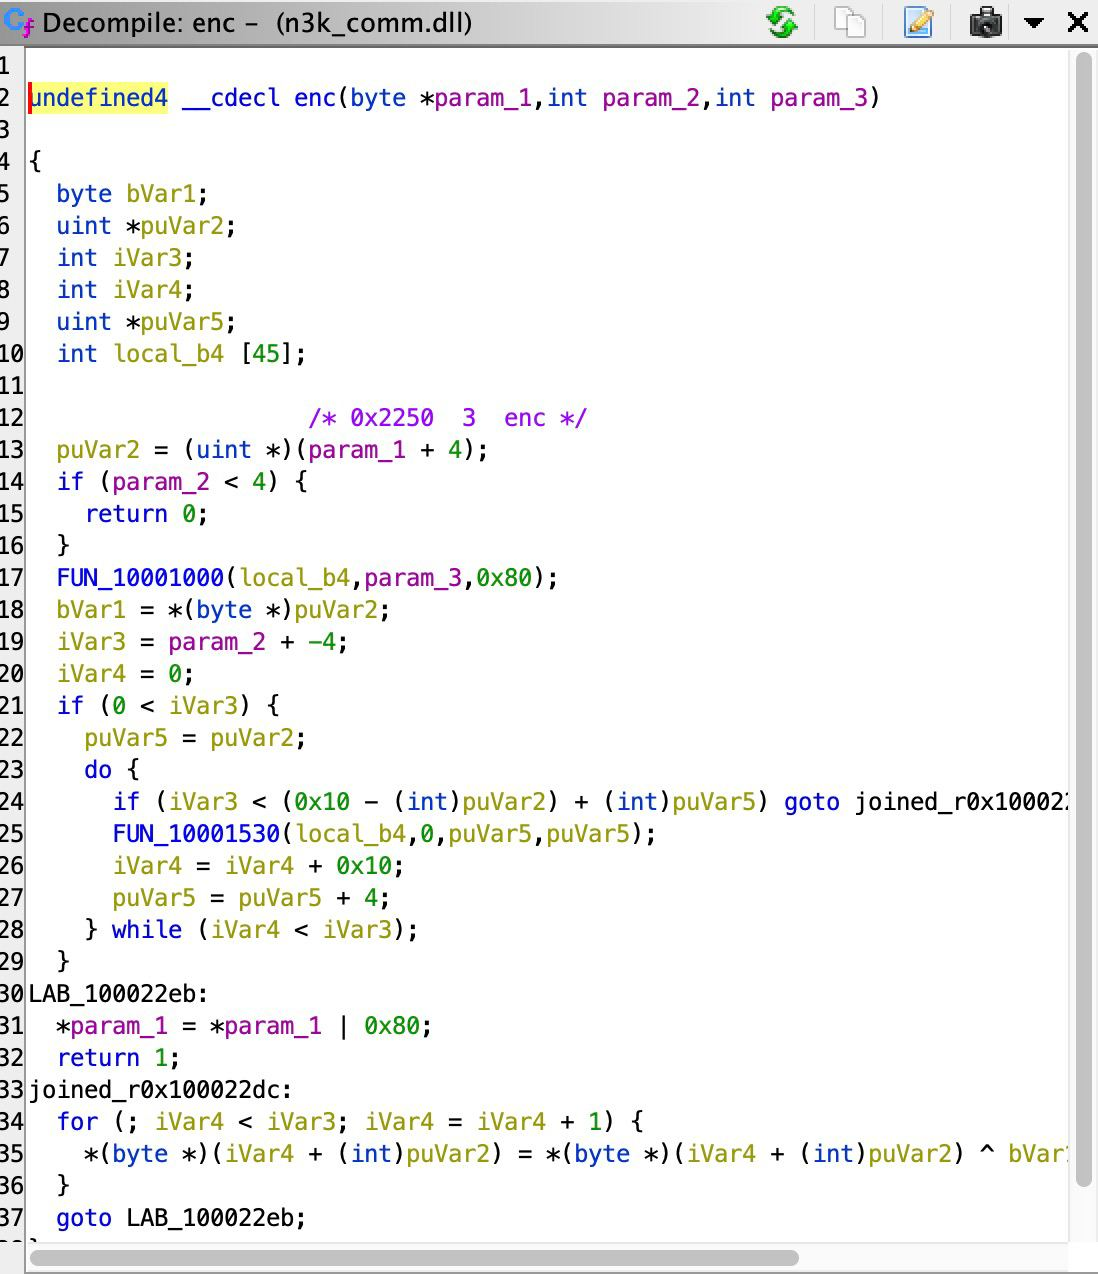 Decompile: enc - (n3k_comm.dll)
1
2 undefined4 __cdecl enc(byte *param_1,int param_2,int param_3)
3
4 {
5 byte bVar1;
6 uint *puVar2;
7 int iVar3;
8 int iVar4;
9 uint *puVar5;
10 int local_b4 [45];
11
12 /* 0x2250 3 enc */
13 puVar2 = (uint *)(param_1 + 4);
14 if (param_2 < 4) {
15 return 0;
16 }
17 FUN_10001000(local_b4,param_3,0x80);
18 bVar1 = *(byte *)puVar2;
19 iVar3 = param_2 + -4;
20 iVar4 = 0;
21 if (0 < iVar3) {
22 puVar5 = puVar2;
23 do {
24 if (iVar3 < (0x10 - (int)puVar2) + (int)puVar5) goto joined_r0x10002
25 FUN_10001530(local_b4,0,puVar5,puVar5);
26 iVar4 = iVar4 + 0x10;
27 puVar5 = puVar5 + 4;
28 } while (iVar4 < iVar3);
29 }
30 LAB_100022eb:
31 *param_1 = *param_1 | 0x80;
32 return 1;
33 joined_r0x100022dc:
34 for (; iVar4 < iVar3; iVar4 = iVar4 + 1) {
35 *(byte *)(iVar4 + (int)puVar2) = *(byte *)(iVar4 + (int)puVar2) ^ bVar
36 }
37 goto LAB_100022eb;